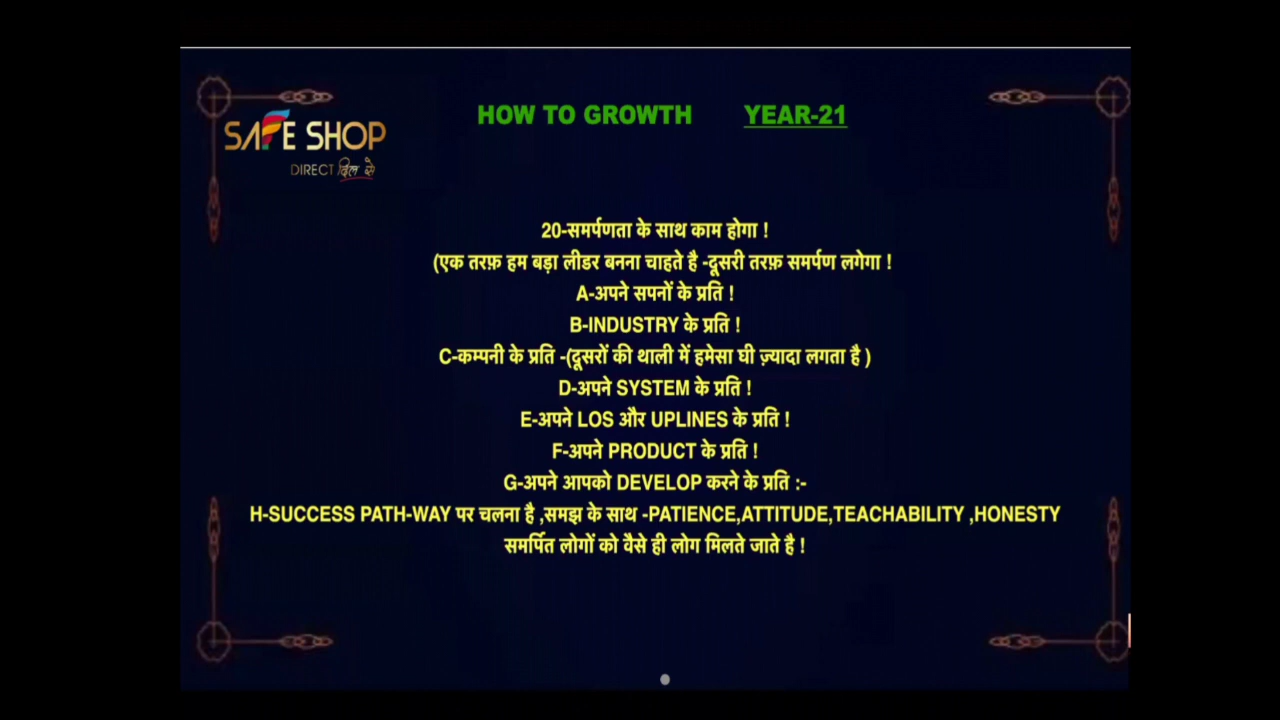 HOW TO GROWTH YEAR-21
SAFE SHOP
DIRECT दिल से
20-समर्पणता के साथ काम होगा !
(एक तरफ़ हम बड़ा लीडर बनना चाहते है -दूसरी तरफ़ समर्पण लगेगा !
A-अपने सपनों के प्रति !
B-INDUSTRY के प्रति !
C-कम्पनी के प्रति -(दूसरों की थाली में हमेसा घी ज़्यादा लगता है )
D-अपने SYSTEM के प्रति !
E-अपने LOS और UPLINES के प्रति !
F-अपने PRODUCT के प्रति !
G-अपने आपको DEVELOP करने के प्रति :-
H-SUCCESS PATH-WAY पर चलना है ,समझ के साथ -PATIENCE,ATTITUDE,TEACHABILITY ,HONESTY
समर्पित लोगों को वैसे ही लोग मिलते जाते है !